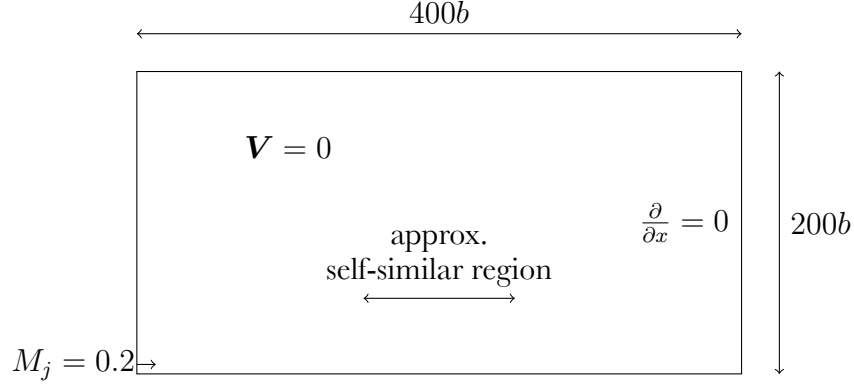 400b
V = 0
∂/∂x = 0
200b
approx.
self-similar region
M_j = 0.2